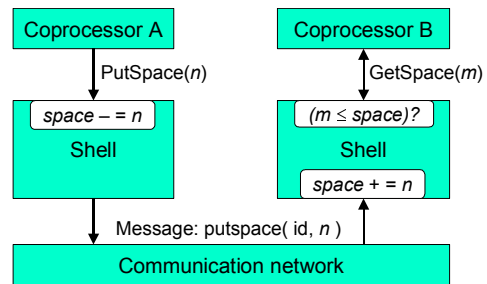 Coprocessor A
Coprocessor B
PutSpace(n)
GetSpace(m)
space – = n
(m ≤ space)?
Shell
Shell
space + = n
Message: putspace( id, n )
Communication network